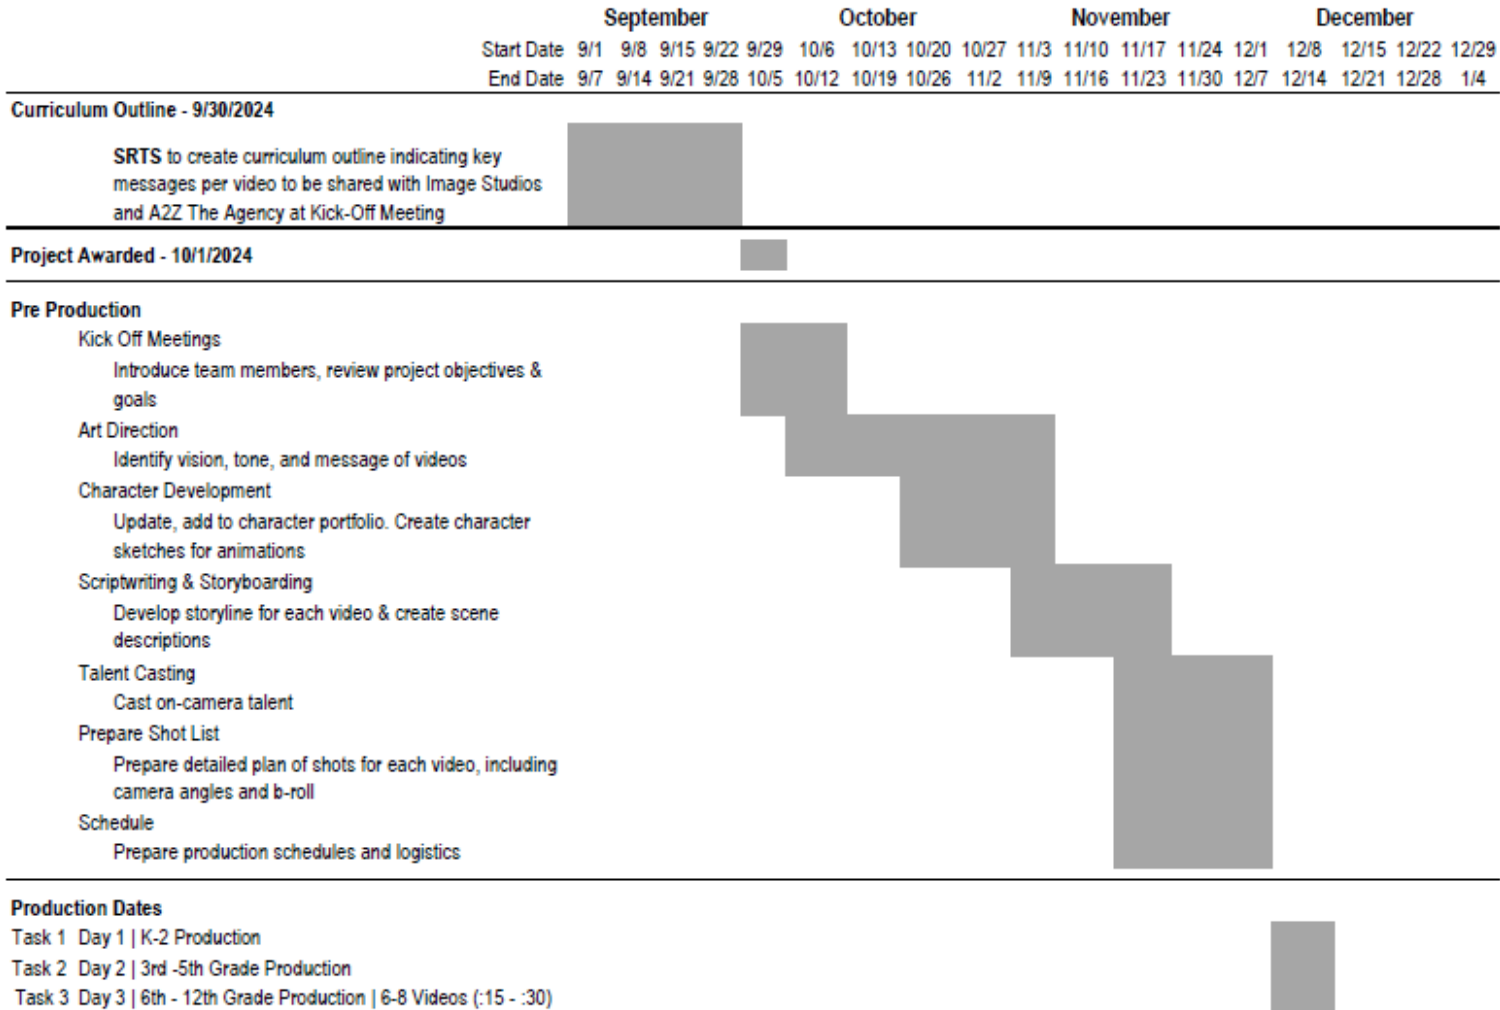 September October November December
Start Date 9/1 9/8 9/15 9/22 9/29 10/6 10/13 10/20 10/27 11/3 11/10 11/17 11/24 12/1 12/8 12/15 12/22 12/29
End Date 9/7 9/14 9/21 9/28 10/5 10/12 10/19 10/26 11/2 11/9 11/16 11/23 11/30 12/7 12/14 12/21 12/28 1/4
Curriculum Outline - 9/30/2024
SRTS to create curriculum outline indicating key
messages per video to be shared with Image Studios
and A2Z The Agency at Kick-Off Meeting
Project Awarded - 10/1/2024
Pre Production
Kick Off Meetings
Introduce team members, review project objectives &
goals
Art Direction
Identify vision, tone, and message of videos
Character Development
Update, add to character portfolio. Create character
sketches for animations
Scriptwriting & Storyboarding
Develop storyline for each video & create scene
descriptions
Talent Casting
Cast on-camera talent
Prepare Shot List
Prepare detailed plan of shots for each video, including
camera angles and b-roll
Schedule
Prepare production schedules and logistics
Production Dates
Task 1 Day 1 | K-2 Production
Task 2 Day 2 | 3rd -5th Grade Production
Task 3 Day 3 | 6th - 12th Grade Production | 6-8 Videos (:15 - :30)